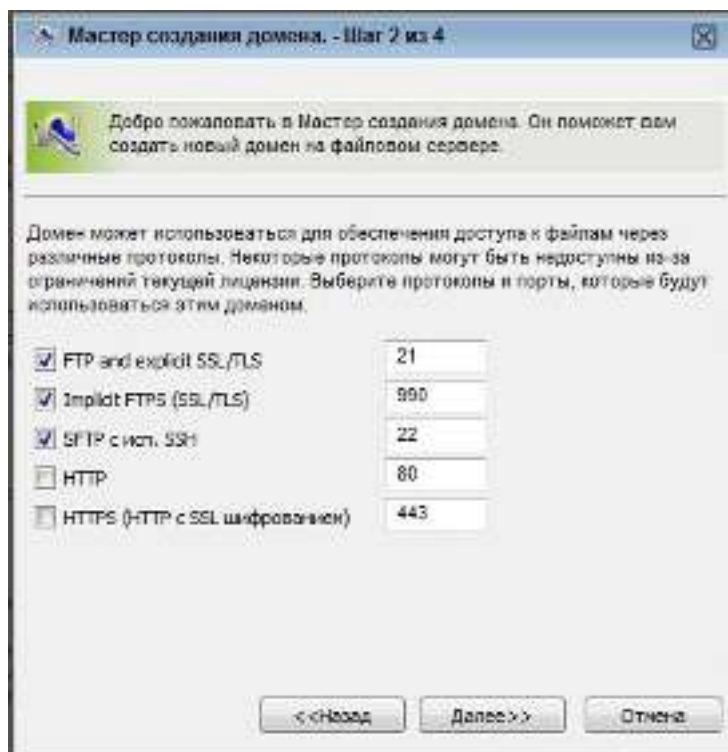 Мастер создания домена. - Шаг 2 из 4
Добро пожаловать в Мастер создания домена. Он поможет вам
создать новый домен на файловом сервере.
Домен может использоваться для обеспечения доступа к файлам через
различные протоколы. Некоторые протоколы могут быть недоступны из-за
ограничений текущей лицензии. Выберите протоколы и порты, которые будут
использоваться этим доменом.
FTP and explicit SSL/TLS 21
Implicit FTPS (SSL/TLS) 990
SFTP с исп. SSH 22
HTTP 80
HTTPS (HTTP с SSL шифрованием) 443
<<Назад Далее>> Отмена